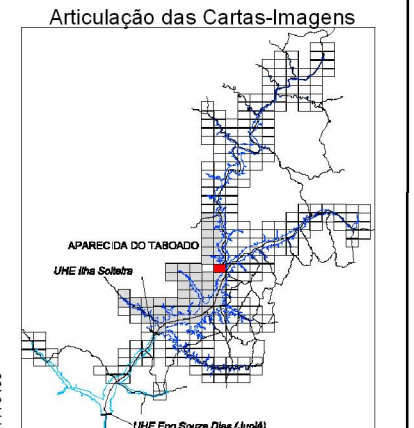 Articulação das Cartas-Imagens
APARECIDA DO TABOADO
UHE Ilha Solteira
UHE Eng Souza Dias (Jupiá)